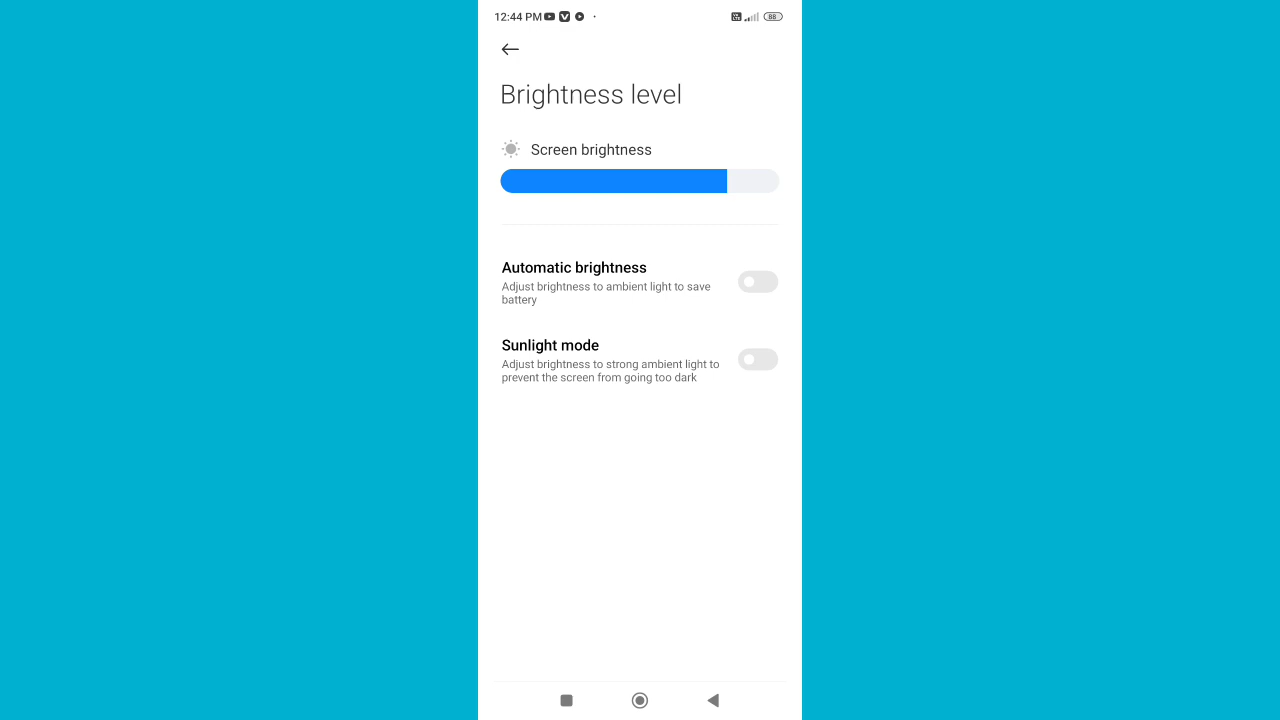 12:44 PM
88
Brightness level
Screen brightness
Automatic brightness
Adjust brightness to ambient light to save
battery
Sunlight mode
Adjust brightness to strong ambient light to
prevent the screen from going too dark